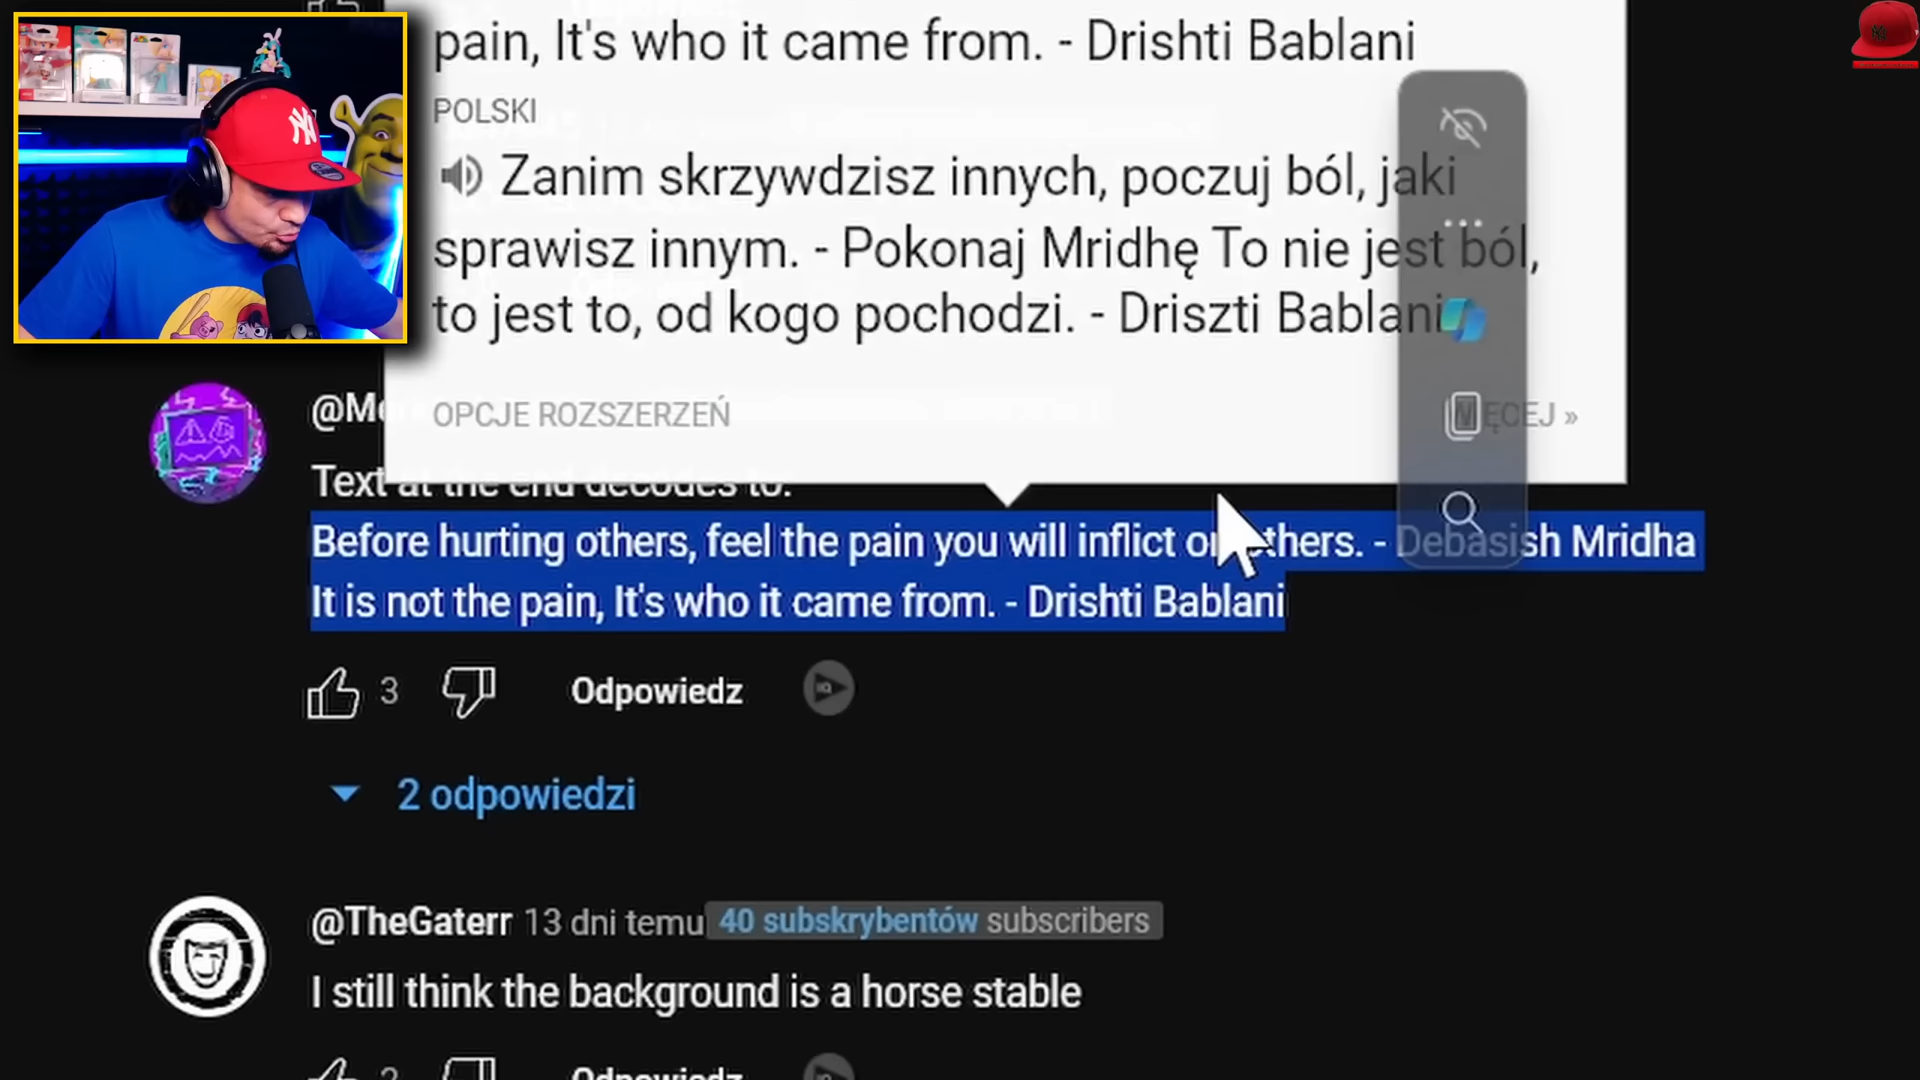 pain, It's who it came from. - Drishti Bablani
POLSKI
Zanim skrzywdzisz innych, poczuj ból, jaki
sprawisz innym. - Pokonaj Mridhę To nie jest ból,
to jest to, od kogo pochodzi. - Driszti Bablani
OPCJE ROZSZERZEŃ
WIĘCEJ »
Text at the end decodes to:
Before hurting others, feel the pain you will inflict on others. - Debasish Mridha
It is not the pain, It's who it came from. - Drishti Bablani
3
Odpowiedz
2 odpowiedzi
@TheGaterr 13 dni temu 40 subskrybentów subscribers
I still think the background is a horse stable
2
Odpowiedz